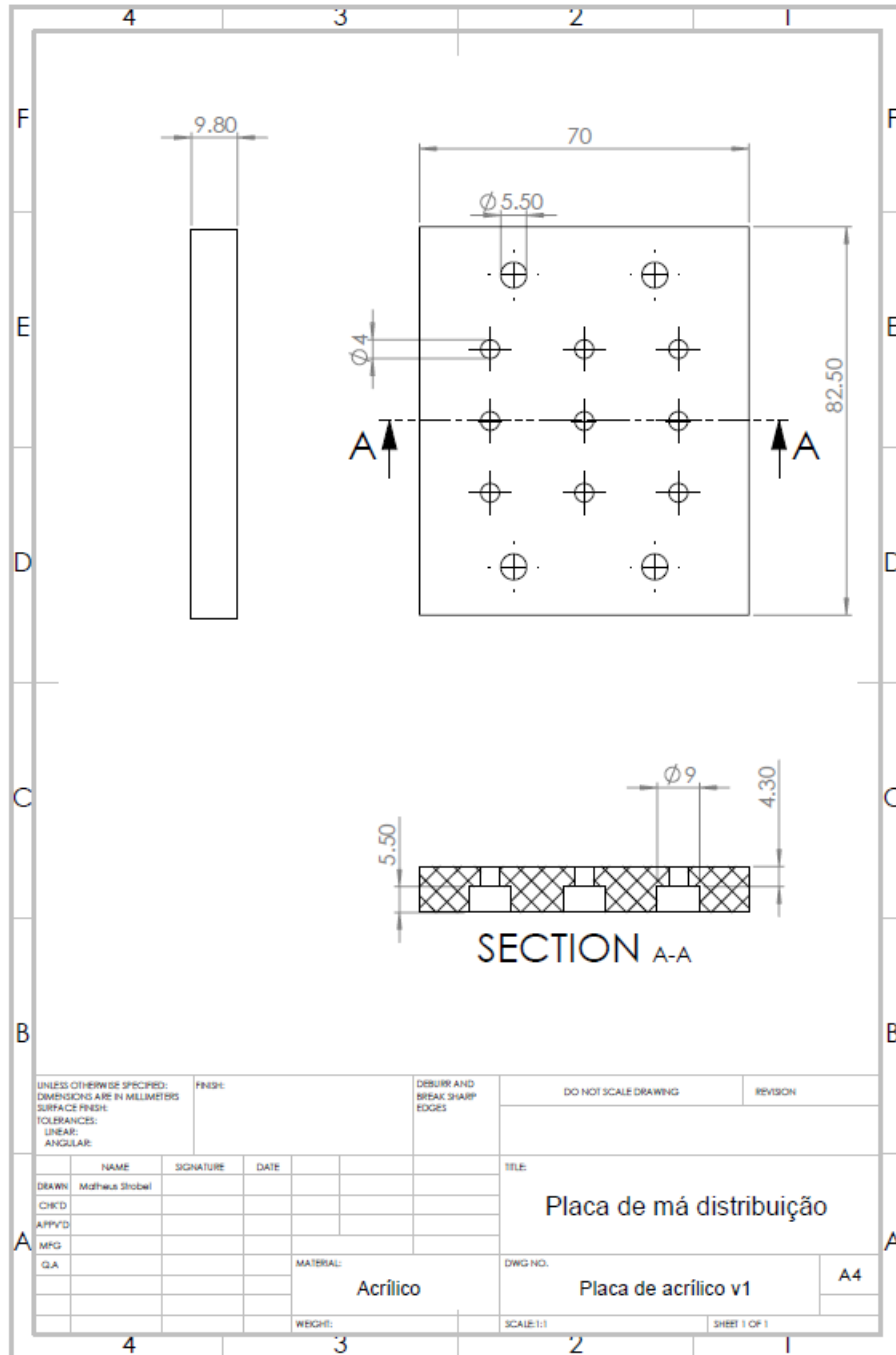 4 3 2 1
F F
9.80
70
Ø5.50
E E
Ø4
82.50
A A
D D
Ø9
4.30
C C
5.50
SECTION A-A
B B
UNLESS OTHERWISE SPECIFIED:
DIMENSIONS ARE IN MILLIMETERS
SURFACE FINISH:
TOLERANCES:
LINEAR:
ANGULAR:
FINISH:
DEBURR AND
BREAK SHARP
EDGES
DO NOT SCALE DRAWING
REVISION
NAME SIGNATURE DATE
DRAWN Matheus Strobel
CHK'D
APPV'D
MFG
Q.A
TITLE:
Placa de má distribuição
A A
MATERIAL:
Acrílico
DWG NO.
Placa de acrílico v1
A4
WEIGHT:
SCALE:1:1
SHEET 1 OF 1
4 3 2 1